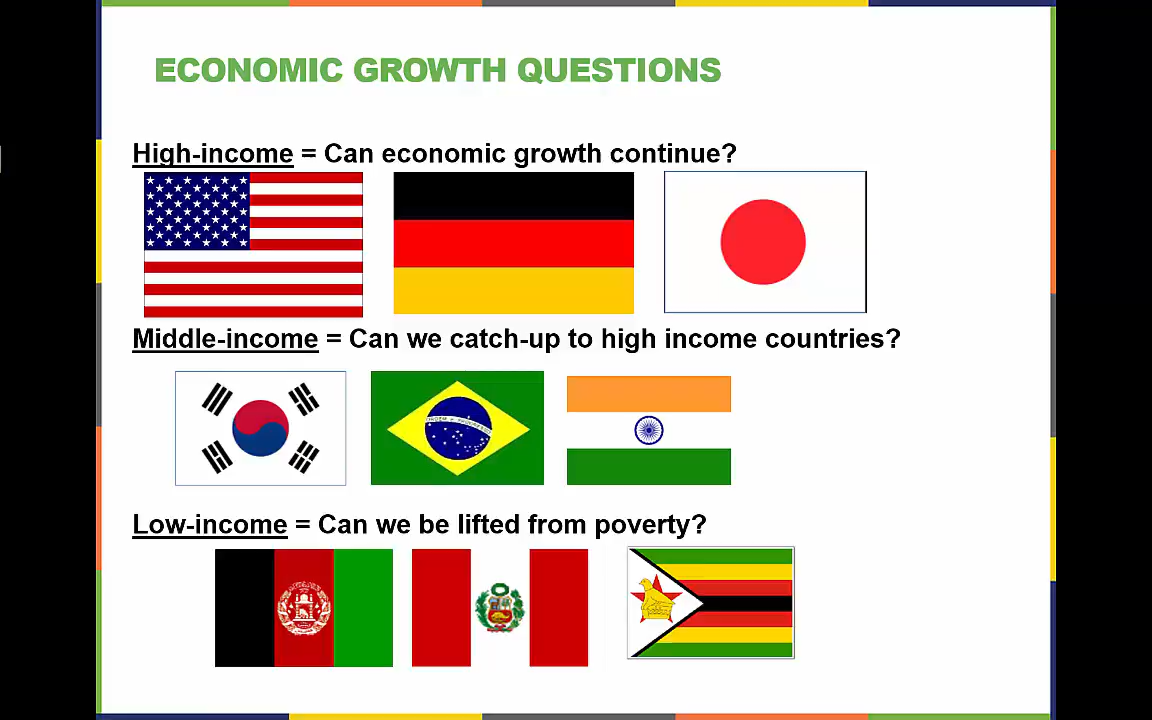 ECONOMIC GROWTH QUESTIONS
High-income = Can economic growth continue?
Middle-income = Can we catch-up to high income countries?
Low-income = Can we be lifted from poverty?